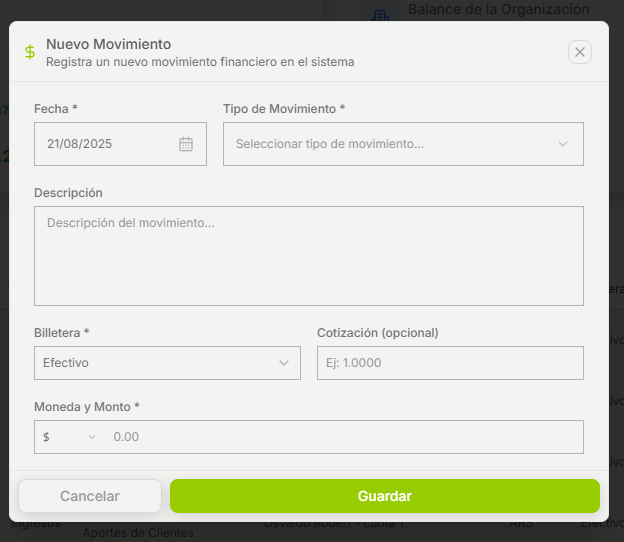 Balance de la Organización
$ Nuevo Movimiento
Registra un nuevo movimiento financiero en el sistema
Fecha * Tipo de Movimiento *
21/08/2025 Seleccionar tipo de movimiento...
Descripción
Descripción del movimiento...
Billetera * Cotización (opcional)
Efectivo Ej: 1.0000
Moneda y Monto *
$ 0.00
Cancelar Guardar
Ingresos Aportes de Clientes Osvaldo Robert - Cuota 1 ARS